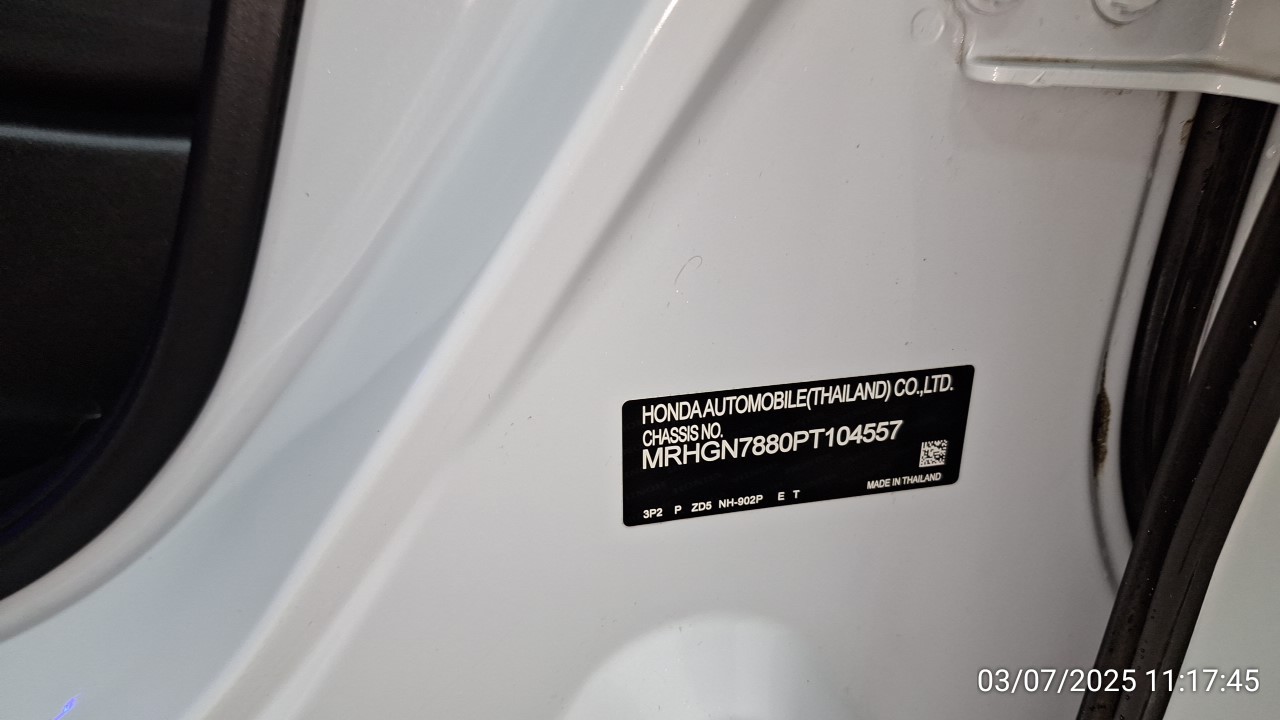 HONDA AUTOMOBILE(THAILAND) CO.,LTD.
CHASSIS NO.
MRHGN7880PT104557
MADE IN THAILAND
3P2 P ZD5 NH-902P E T
03/07/2025 11:17:45